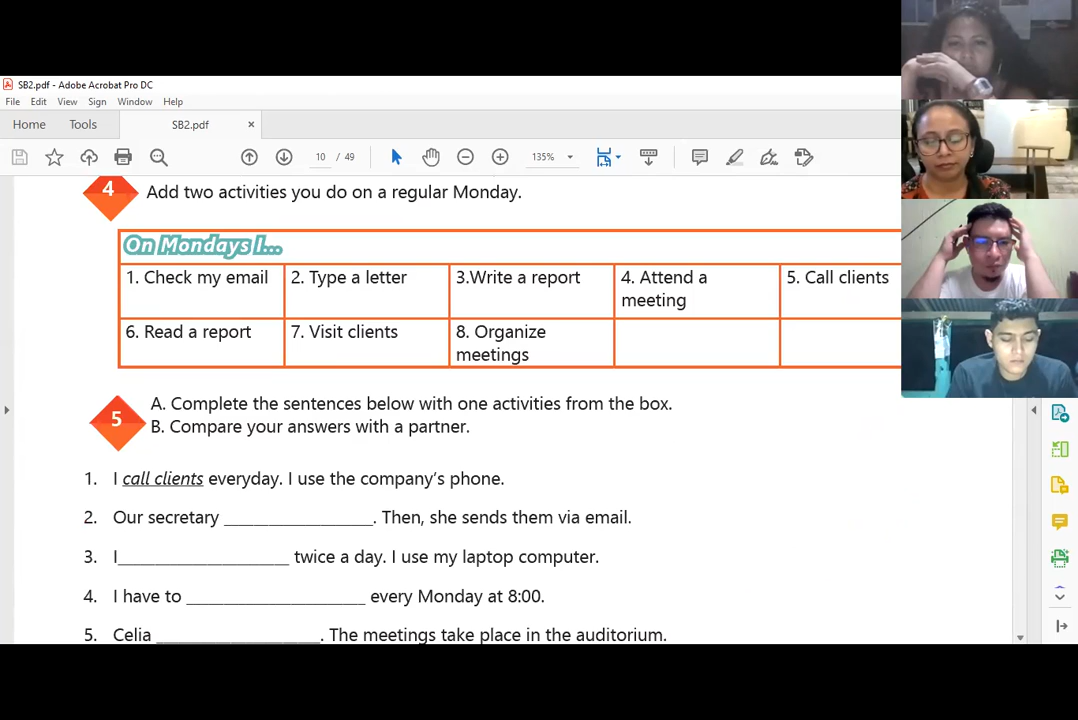 SB2.pdf - Adobe Acrobat Pro DC
File Edit View Sign Window Help
Home Tools SB2.pdf ×
10 / 49 135%
4 Add two activities you do on a regular Monday.
On Mondays I...
1. Check my email 2. Type a letter 3.Write a report 4. Attend a meeting 5. Call clients
6. Read a report 7. Visit clients 8. Organize meetings
5 A. Complete the sentences below with one activities from the box.
B. Compare your answers with a partner.
1. I call clients everyday. I use the company's phone.
2. Our secretary ________________. Then, she sends them via email.
3. I__________________ twice a day. I use my laptop computer.
4. I have to ___________________ every Monday at 8:00.
5. Celia _________________. The meetings take place in the auditorium.